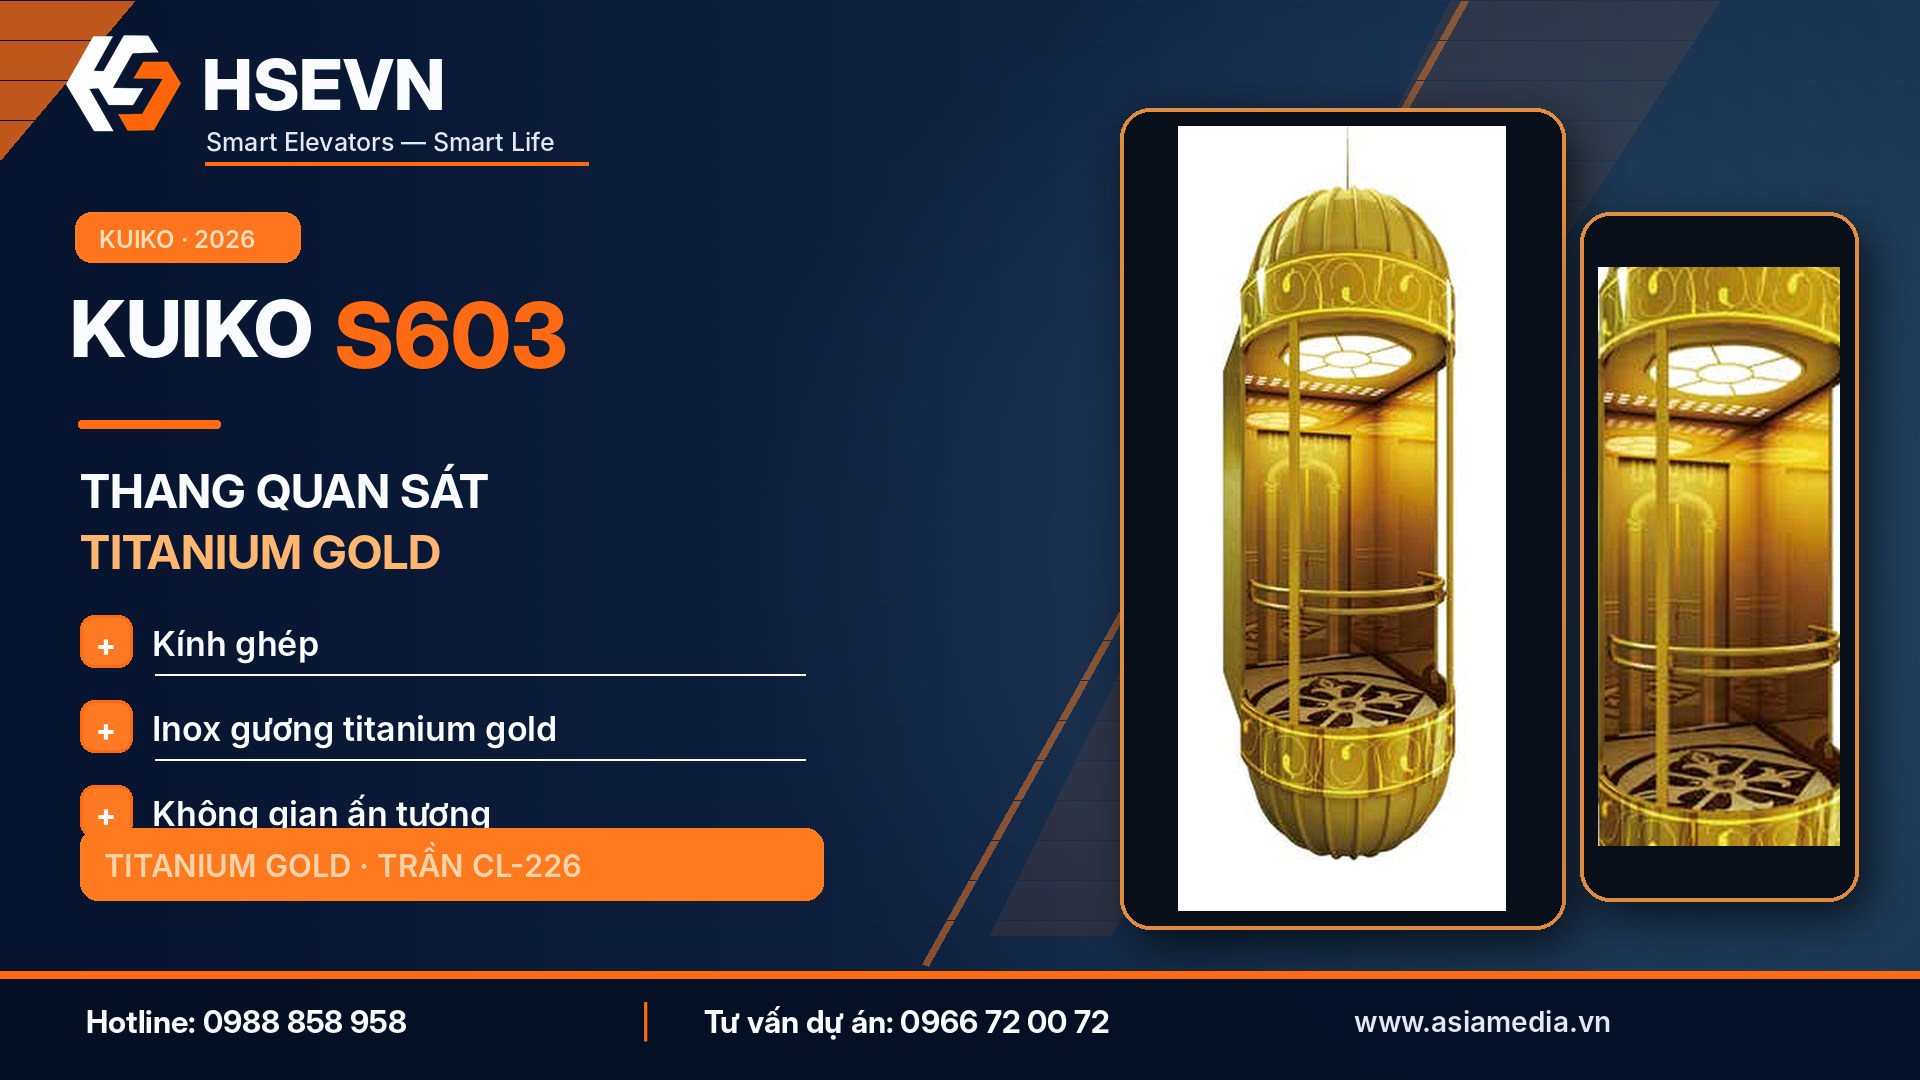 HSEVN
Smart Elevators — Smart Life
KUIKO · 2026
KUIKO S603
THANG QUAN SÁT
TITANIUM GOLD
+ Kính ghép
+ Inox gương titanium gold
+ Không gian ấn tượng
TITANIUM GOLD · TRẦN CL-226
Hotline: 0988 858 958
Tư vấn dự án: 0966 72 00 72
www.asiamedia.vn